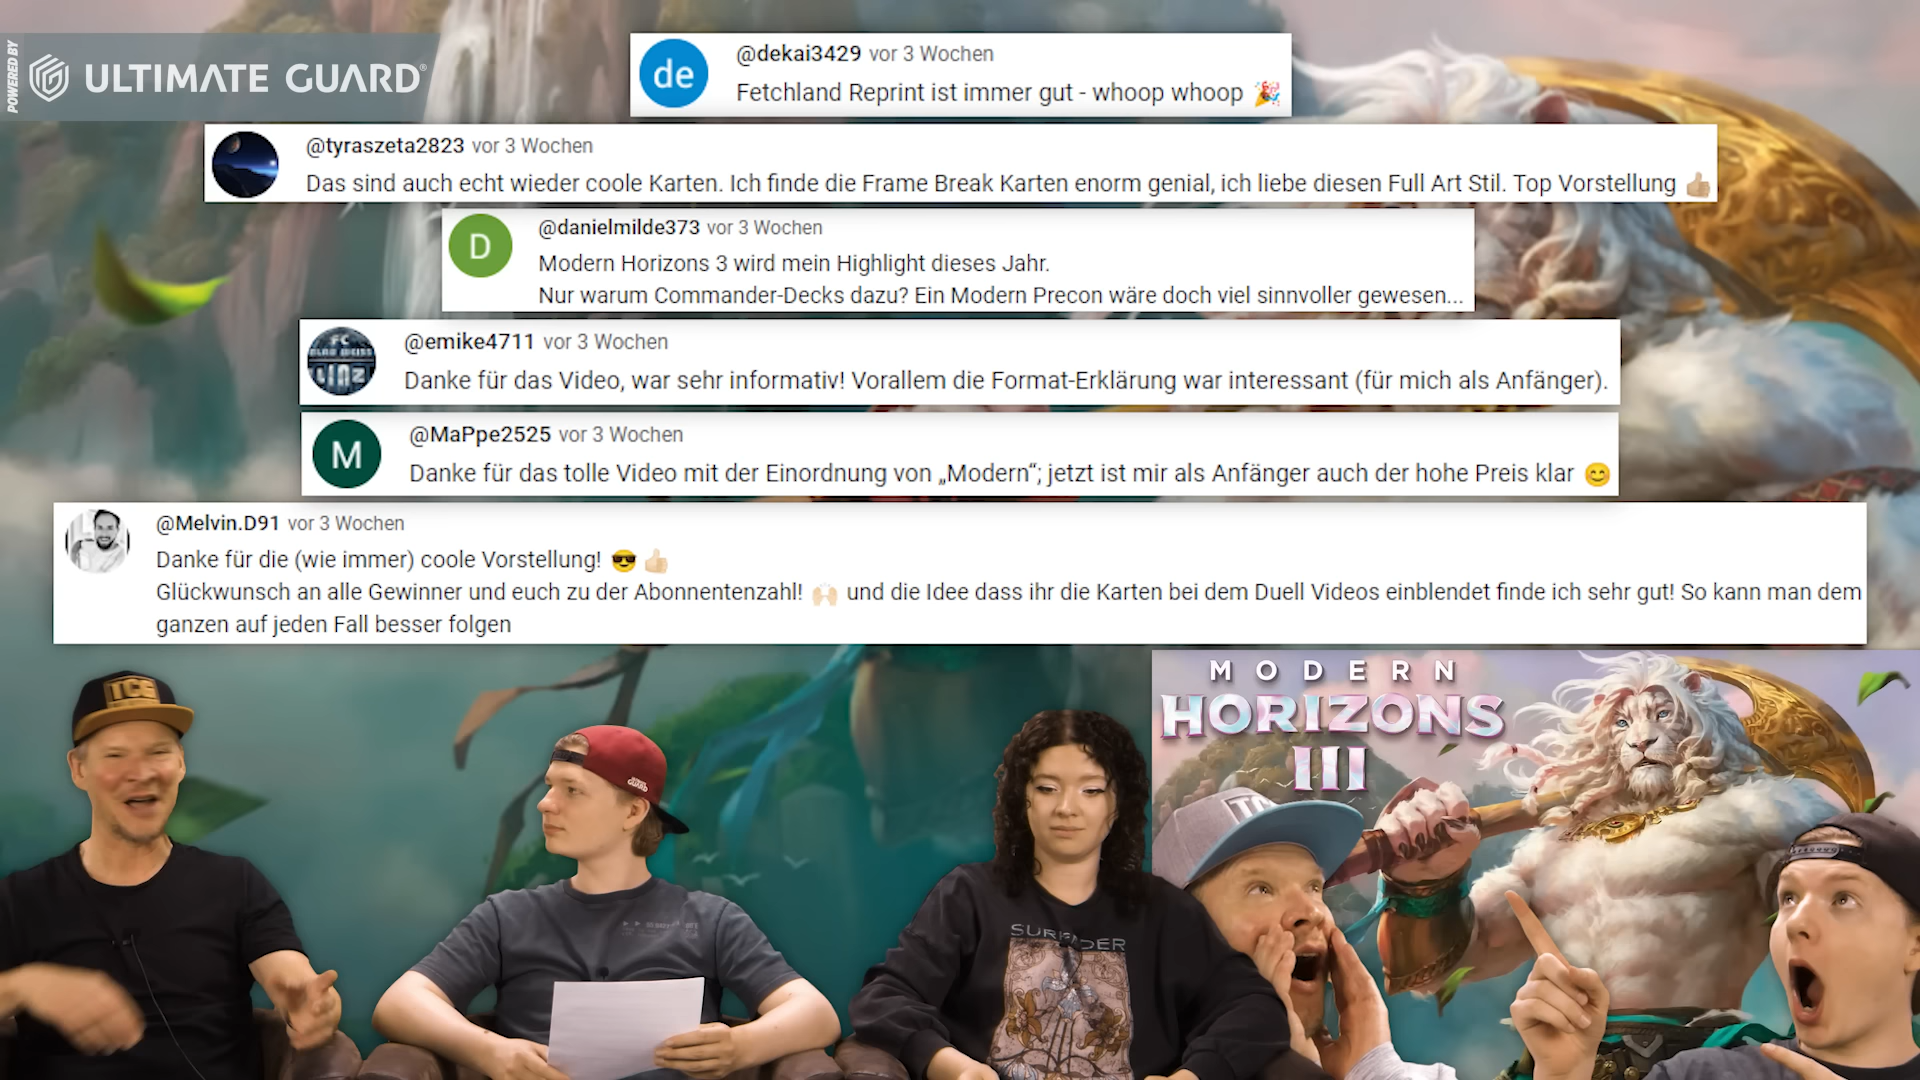 POWERED BY
ULTIMATE GUARD®
de
@dekai3429 vor 3 Wochen
Fetchland Reprint ist immer gut - whoop whoop 🎉
@tyraszeta2823 vor 3 Wochen
Das sind auch echt wieder coole Karten. Ich finde die Frame Break Karten enorm genial, ich liebe diesen Full Art Stil. Top Vorstellung 👍🏼
D
@danielmilde373 vor 3 Wochen
Modern Horizons 3 wird mein Highlight dieses Jahr.
Nur warum Commander-Decks dazu? Ein Modern Precon wäre doch viel sinnvoller gewesen...
FC
BLAU WEISS
LINZ
@emike4711 vor 3 Wochen
Danke für das Video, war sehr informativ! Vorallem die Format-Erklärung war interessant (für mich als Anfänger).
M
@MaPpe2525 vor 3 Wochen
Danke für das tolle Video mit der Einordnung von „Modern“; jetzt ist mir als Anfänger auch der hohe Preis klar 😊
@Melvin.D91 vor 3 Wochen
Danke für die (wie immer) coole Vorstellung! 😎 👍🏻
Glückwunsch an alle Gewinner und euch zu der Abonnentenzahl! 🙌🏻 und die Idee dass ihr die Karten bei dem Duell Videos einblendet finde ich sehr gut! So kann man dem
ganzen auf jeden Fall besser folgen
MODERN
HORIZONS
III
TCG
GUARD